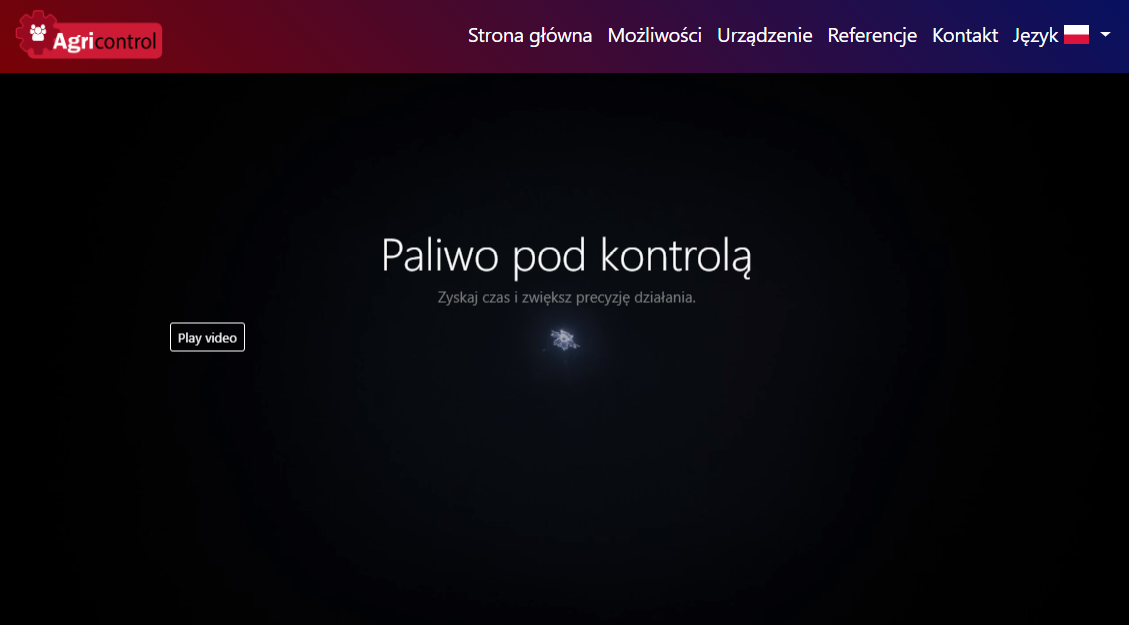 Agricontrol
Strona główna Możliwości Urządzenie Referencje Kontakt Język
Paliwo pod kontrolą
Zyskaj czas i zwiększ precyzję działania.
Play video